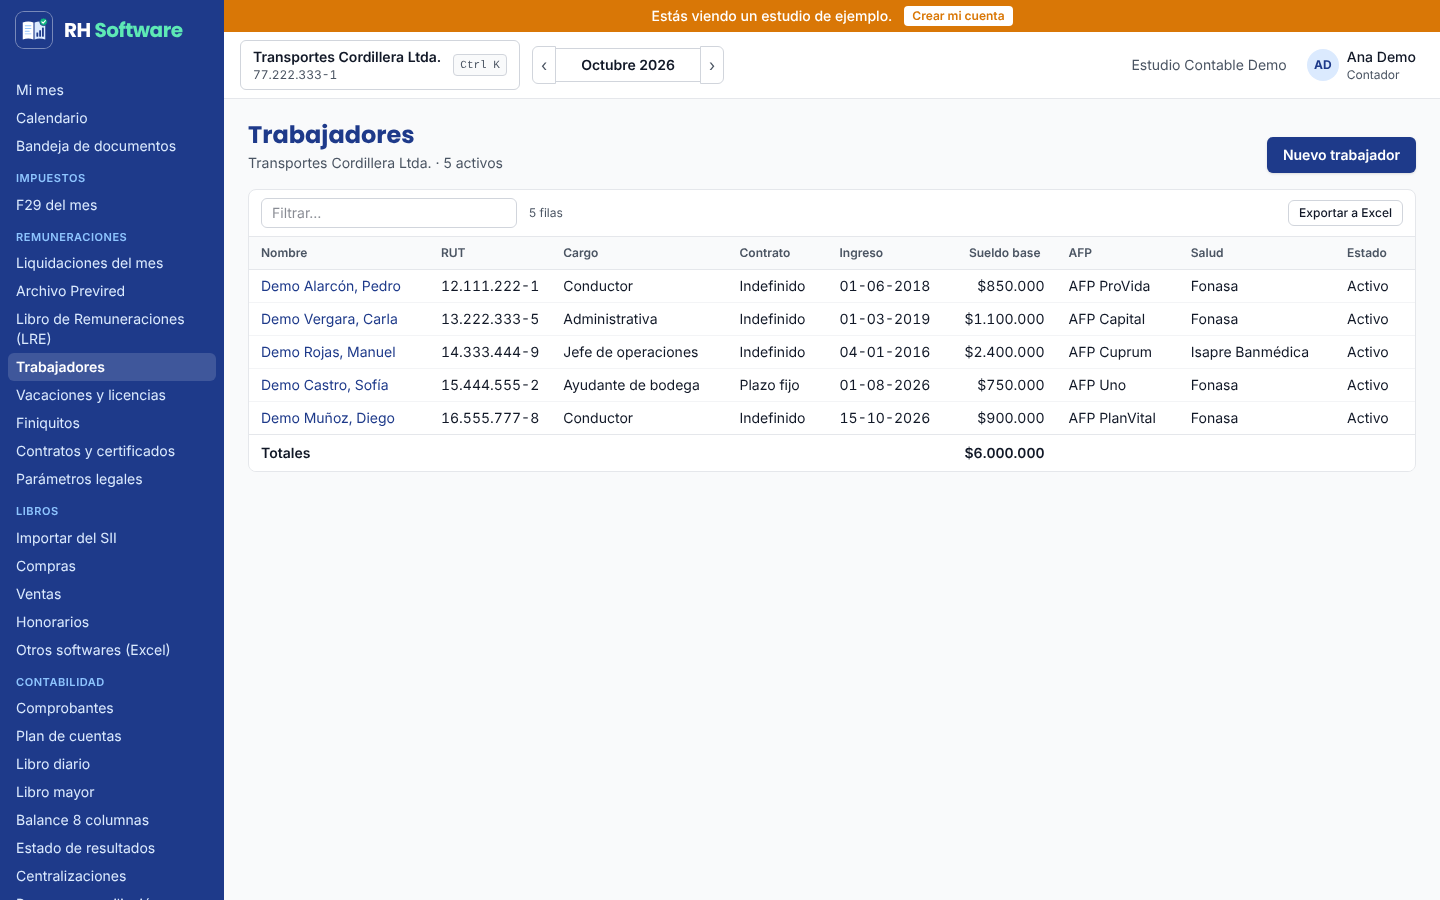 Estás viendo un estudio de ejemplo. Crear mi cuenta
RH Software
Mi mes
Calendario
Bandeja de documentos
IMPUESTOS
F29 del mes
REMUNERACIONES
Liquidaciones del mes
Archivo Previred
Libro de Remuneraciones
(LRE)
Trabajadores
Vacaciones y licencias
Finiquitos
Contratos y certificados
Parámetros legales
LIBROS
Importar del SII
Compras
Ventas
Honorarios
Otros softwares (Excel)
CONTABILIDAD
Comprobantes
Plan de cuentas
Libro diario
Libro mayor
Balance 8 columnas
Estado de resultados
Centralizaciones
Transportes Cordillera Ltda.
77.222.333-1
Ctrl K
‹ Octubre 2026 ›
Estudio Contable Demo
AD
Ana Demo
Contador
Trabajadores
Transportes Cordillera Ltda. · 5 activos
Nuevo trabajador
Filtrar...
5 filas
Exportar a Excel
Nombre RUT Cargo Contrato Ingreso Sueldo base AFP Salud Estado
Demo Alarcón, Pedro 12.111.222-1 Conductor Indefinido 01-06-2018 $850.000 AFP ProVida Fonasa Activo
Demo Vergara, Carla 13.222.333-5 Administrativa Indefinido 01-03-2019 $1.100.000 AFP Capital Fonasa Activo
Demo Rojas, Manuel 14.333.444-9 Jefe de operaciones Indefinido 04-01-2016 $2.400.000 AFP Cuprum Isapre Banmédica Activo
Demo Castro, Sofía 15.444.555-2 Ayudante de bodega Plazo fijo 01-08-2026 $750.000 AFP Uno Fonasa Activo
Demo Muñoz, Diego 16.555.777-8 Conductor Indefinido 15-10-2026 $900.000 AFP PlanVital Fonasa Activo
Totales $6.000.000